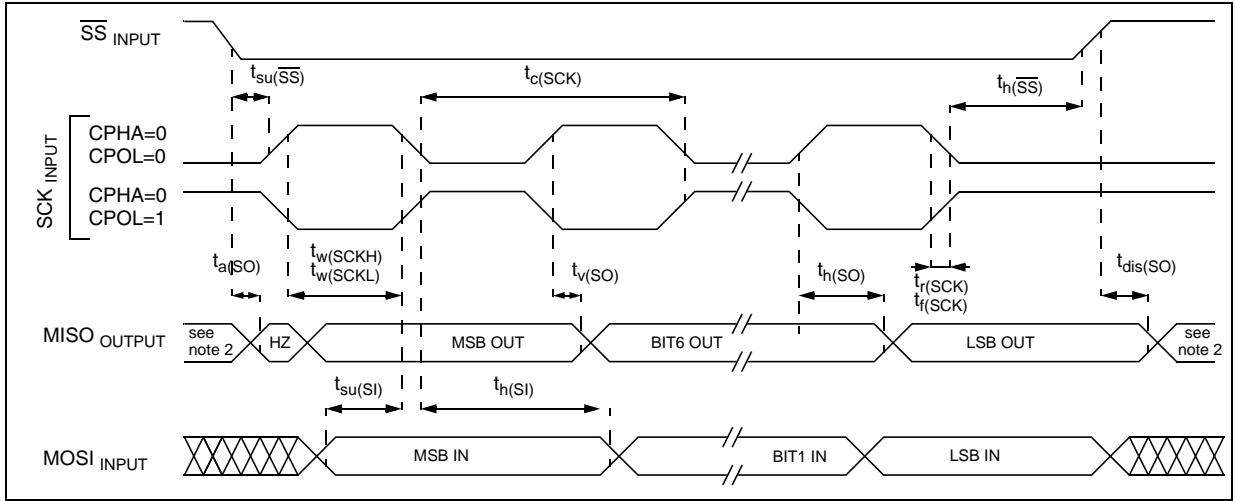 SS INPUT
tsu(SS)
tc(SCK)
th(SS)
SCK INPUT
CPHA=0
CPOL=0
CPHA=0
CPOL=1
ta(SO)
tw(SCKH)
tw(SCKL)
tv(SO)
th(SO)
tr(SCK)
tf(SCK)
tdis(SO)
MISO OUTPUT
see
note 2
HZ
MSB OUT
BIT6 OUT
LSB OUT
see
note 2
tsu(SI)
th(SI)
MOSI INPUT
MSB IN
BIT1 IN
LSB IN